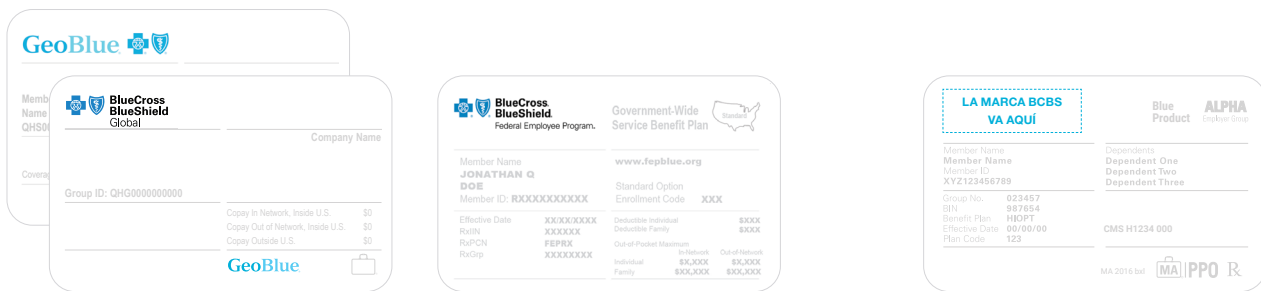 GeoBlue
Memb
Name
QHS0
Coverag
BlueCross
BlueShield
Global
Company Name
Group ID: QHG0000000000
Copay In Network, Inside U.S. $0
Copay Out of Network, Inside U.S. $0
Copay Outside U.S. $0
GeoBlue
BlueCross.
BlueShield.
Federal Employee Program.
Government-Wide
Service Benefit Plan
Standard
Member Name
JONATHAN Q
DOE
Member ID: RXXXXXXXXXX
www.fepblue.org
Standard Option
Enrollment Code XXX
Effective Date XX/XX/XXXX
RxIIN XXXXXX
RxPCN FEPRX
RxGrp XXXXXXXX
Deductible Individual $XXX
Deductible Family $XXX
Out-of-Pocket Maximum
In-Network Out-of-Network
Individual $X,XXX $X,XXX
Family $XX,XXX $XX,XXX
LA MARCA BCBS
VA AQUÍ
Blue
Product
ALPHA
Employer Group
Member Name
Member Name
Member ID
XYZ123456789
Dependents
Dependent One
Dependent Two
Dependent Three
Group No. 023457
BIN 987654
Benefit Plan HIOPT
Effective Date 00/00/00
Plan Code 123
CMS H1234 000
MA 2016 bxl MA PPO Rx